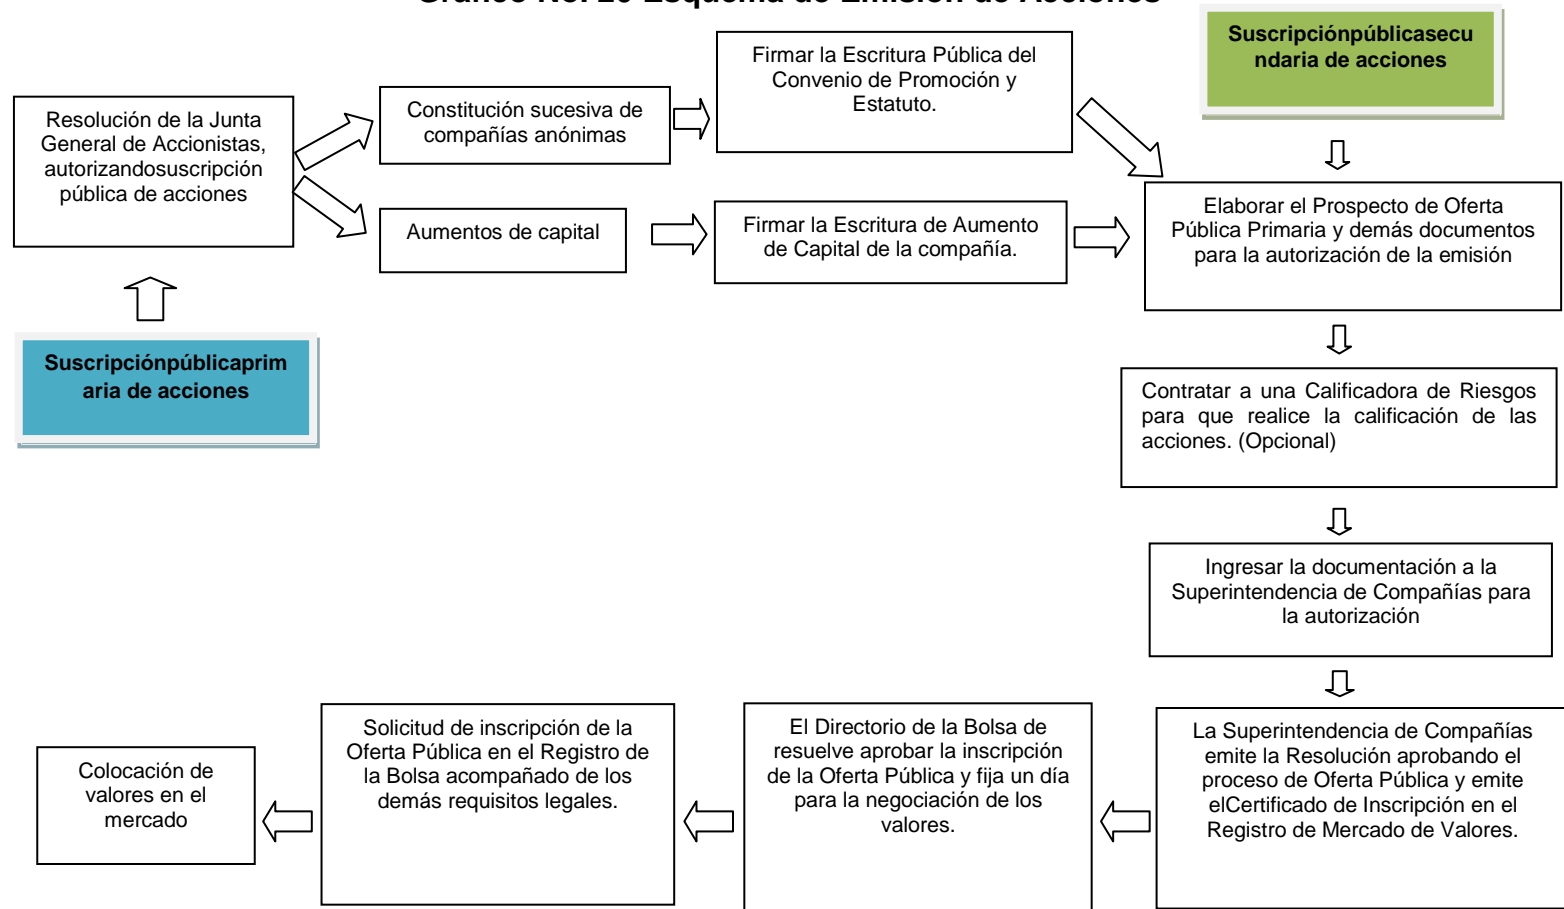 Gráfico No. 20 Esquema de Emisión de Acciones
Suscripciónpúblicasecu
ndaria de acciones
Resolución de la Junta
General de Accionistas,
autorizandosuscripción
pública de acciones
Constitución sucesiva de
compañías anónimas
Firmar la Escritura Pública del
Convenio de Promoción y
Estatuto.
Aumentos de capital
Firmar la Escritura de Aumento
de Capital de la compañía.
Elaborar el Prospecto de Oferta
Pública Primaria y demás documentos
para la autorización de la emisión
Suscripciónpúblicaprim
aria de acciones
Contratar a una Calificadora de Riesgos
para que realice la calificación de las
acciones. (Opcional)
Ingresar la documentación a la
Superintendencia de Compañías para
la autorización
La Superintendencia de Compañías
emite la Resolución aprobando el
proceso de Oferta Pública y emite
elCertificado de Inscripción en el
Registro de Mercado de Valores.
El Directorio de la Bolsa de
resuelve aprobar la inscripción
de la Oferta Pública y fija un día
para la negociación de los
valores.
Solicitud de inscripción de la
Oferta Pública en el Registro de
la Bolsa acompañado de los
demás requisitos legales.
Colocación de
valores en el
mercado